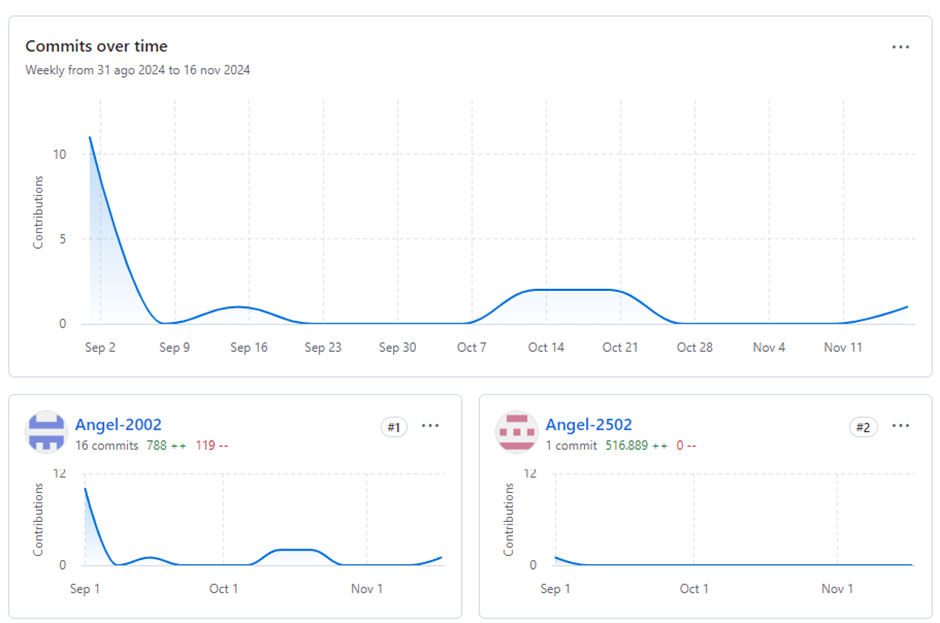 Commits over time
Weekly from 31 ago 2024 to 16 nov 2024
Contributions
10
5
0
Sep 2 Sep 9 Sep 16 Sep 23 Sep 30 Oct 7 Oct 14 Oct 21 Oct 28 Nov 4 Nov 11
Angel-2002
#1
16 commits 788 ++ 119 --
Contributions
12
0
Sep 1 Oct 1 Nov 1
Angel-2502
#2
1 commit 516.889 ++ 0 --
Contributions
12
0
Sep 1 Oct 1 Nov 1